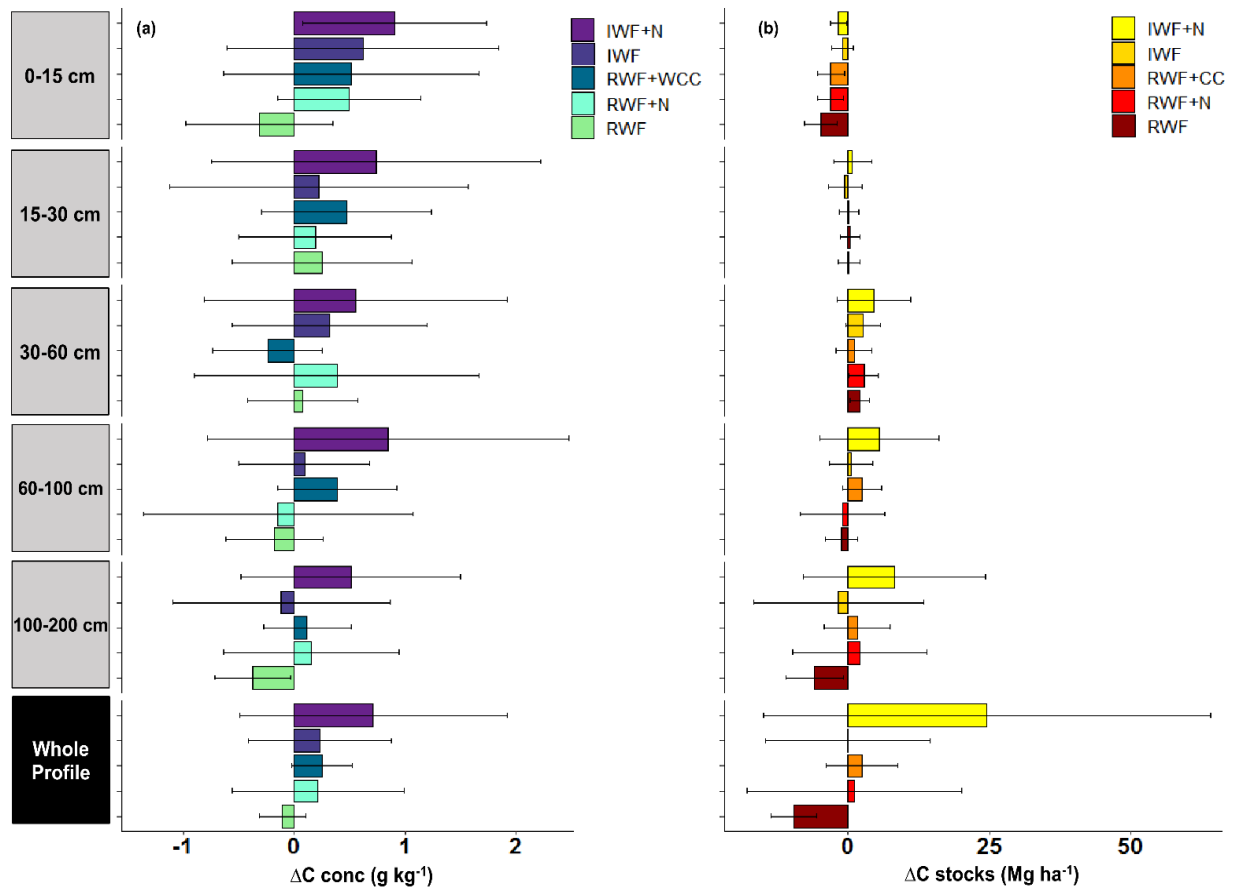 (a)
IWF+N
IWF
RWF+WCC
RWF+N
RWF
(b)
IWF+N
IWF
RWF+CC
RWF+N
RWF
0-15 cm
15-30 cm
30-60 cm
60-100 cm
100-200 cm
Whole
Profile
-1 0 1 2
ΔC conc (g kg⁻¹)
0 25 50
ΔC stocks (Mg ha⁻¹)